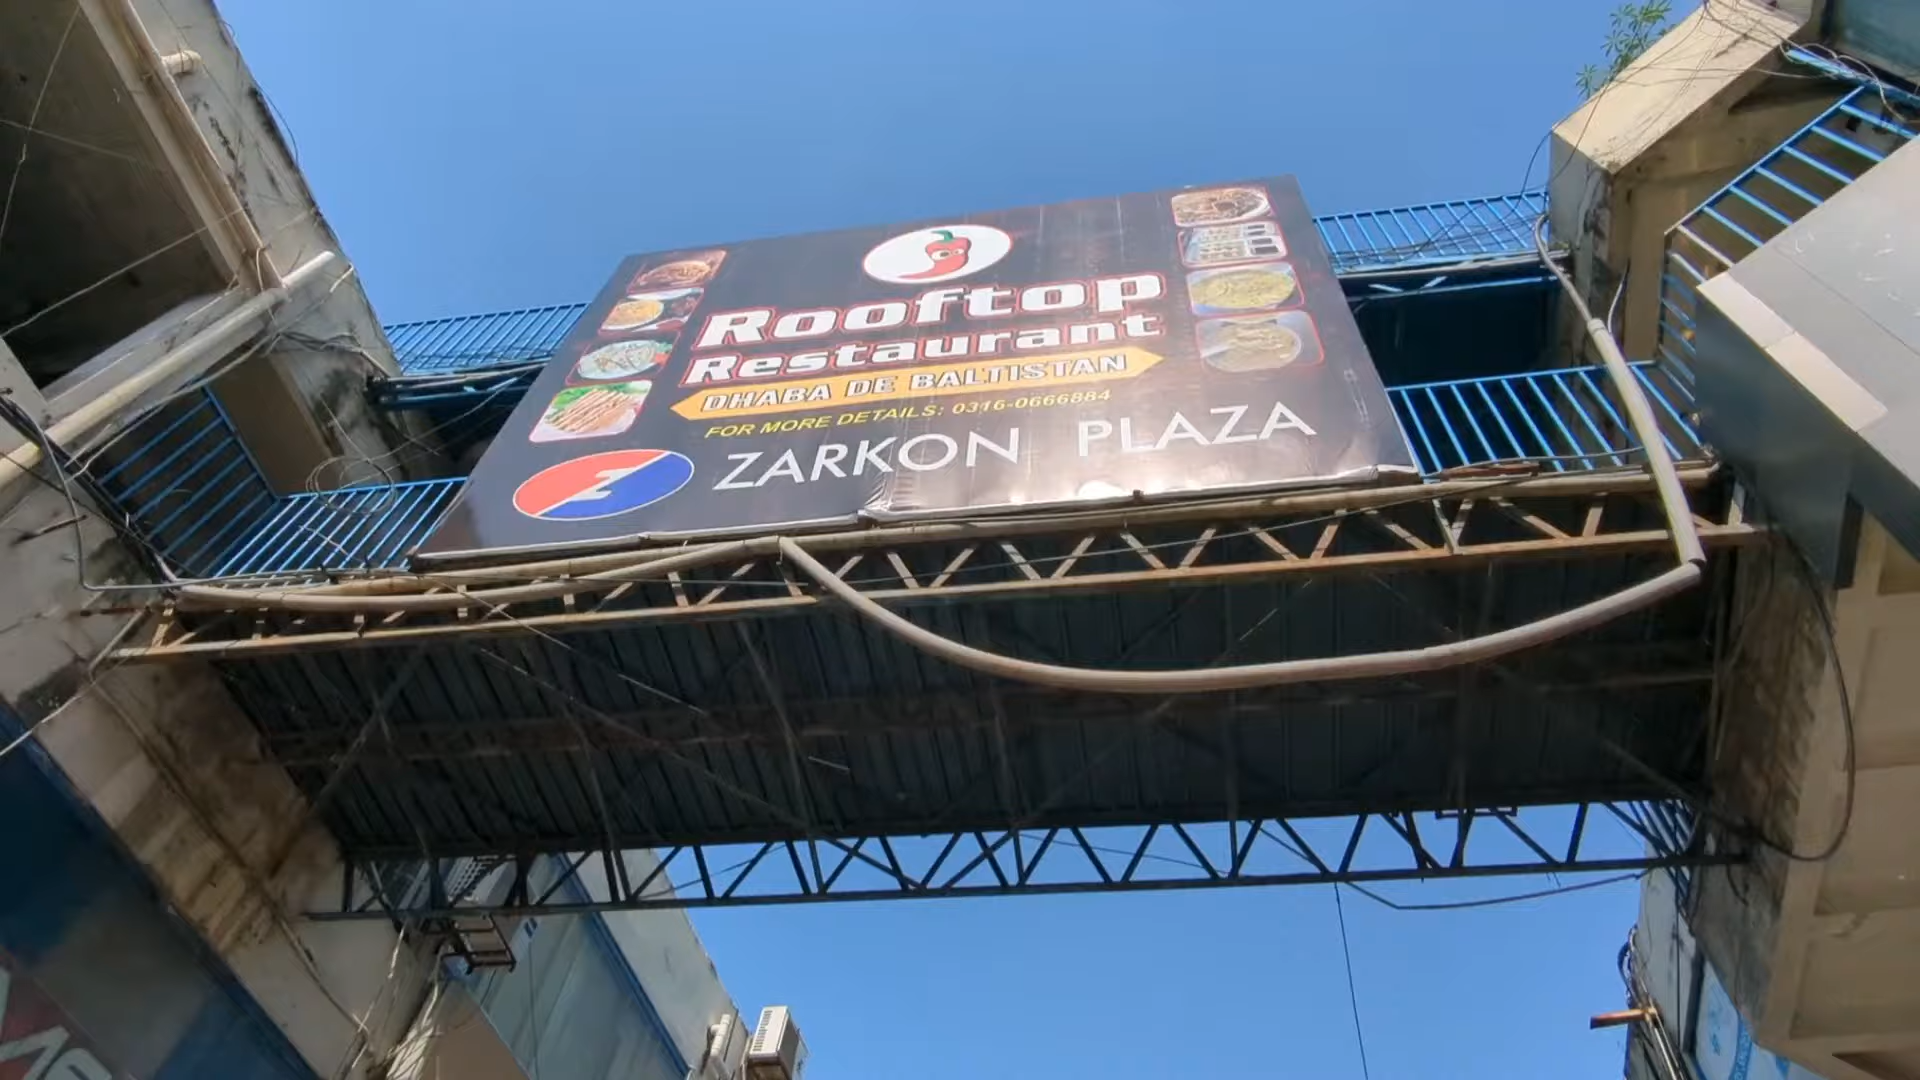 Rooftop
Restaurant
DHABA DE BALTISTAN
FOR MORE DETAILS: 0316-0666884
Z ZARKON PLAZA